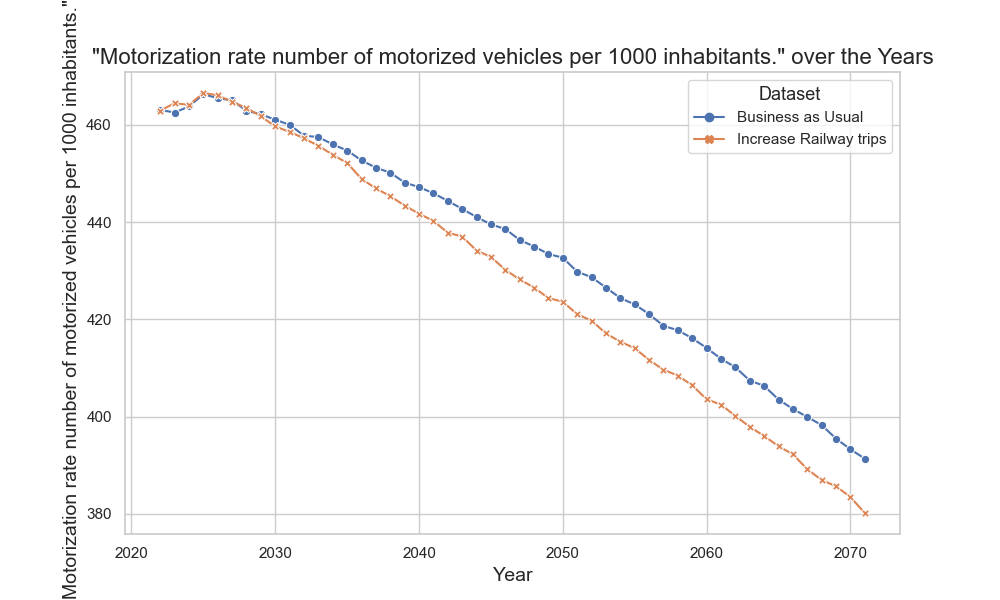 "Motorization rate number of motorized vehicles per 1000 inhabitants." over the Years
Motorization rate number of motorized vehicles per 1000 inhabitants."
460
440
420
400
380
Dataset
Business as Usual
Increase Railway trips
2020
2030
2040
2050
2060
2070
Year